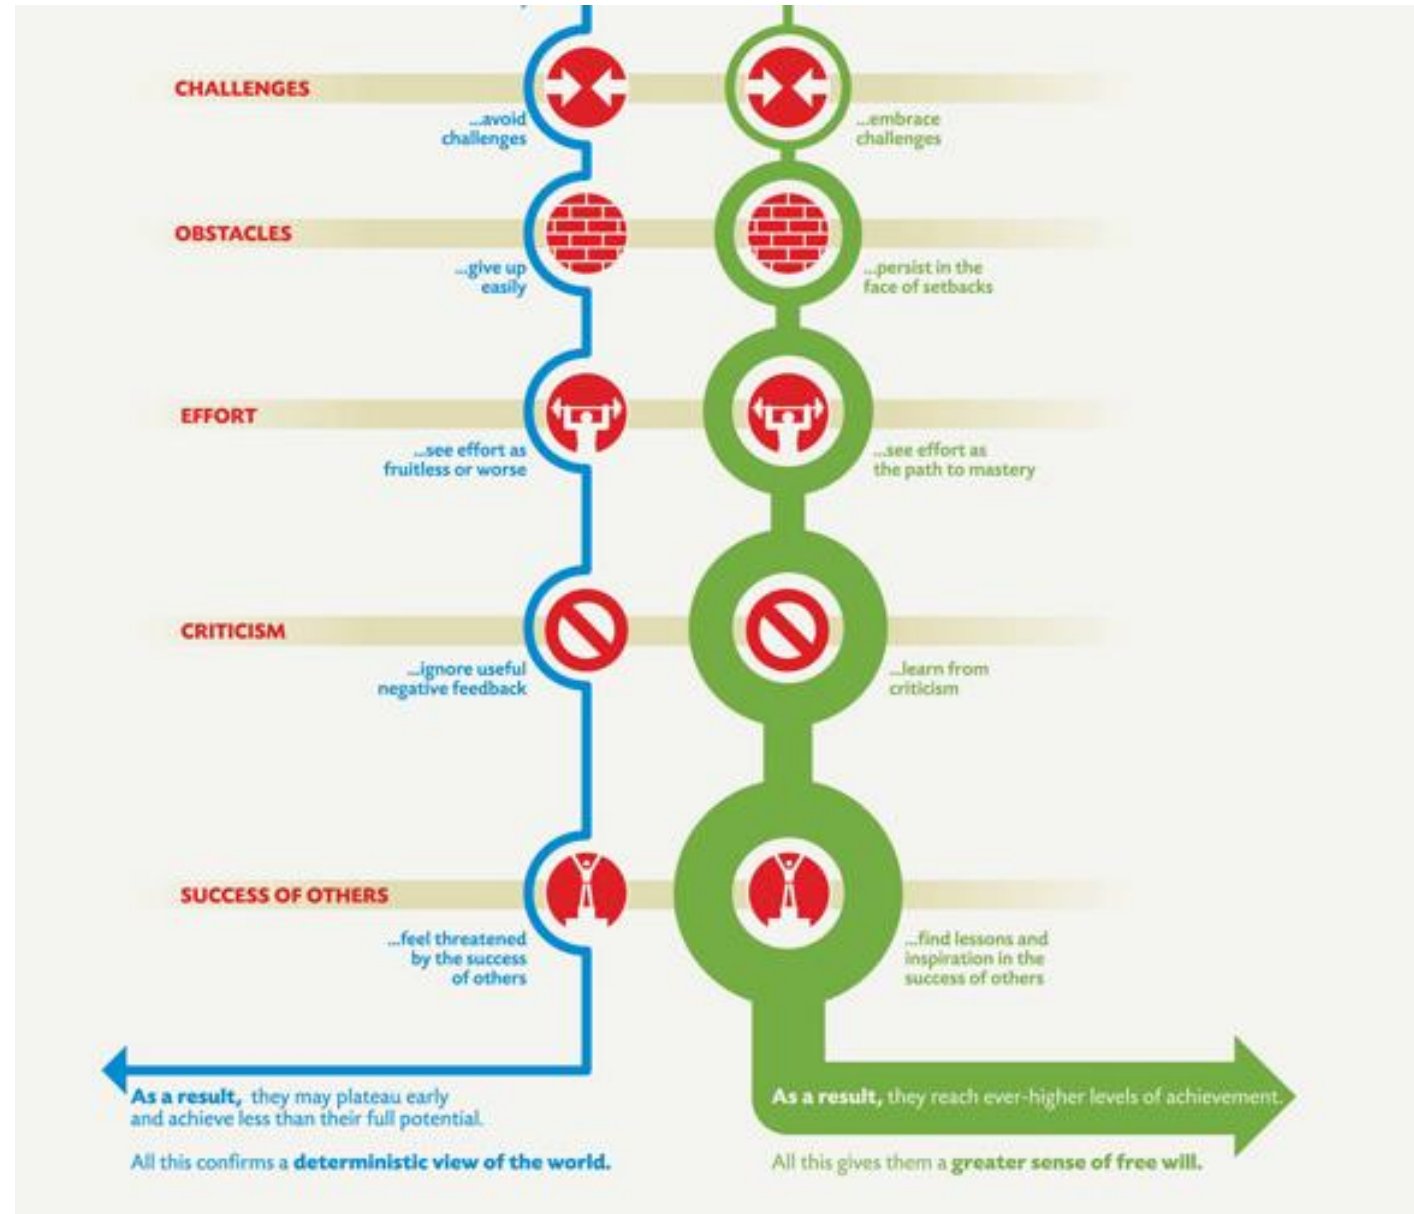 CHALLENGES
...avoid
challenges
...embrace
challenges
OBSTACLES
...give up
easily
...persist in the
face of setbacks
EFFORT
...see effort as
fruitless or worse
...see effort as
the path to mastery
CRITICISM
...ignore useful
negative feedback
...learn from
criticism
SUCCESS OF OTHERS
...feel threatened
by the success
of others
...find lessons and
inspiration in the
success of others
As a result, they may plateau early
and achieve less than their full potential.
All this confirms a deterministic view of the world.
As a result, they reach ever-higher levels of achievement.
All this gives them a greater sense of free will.